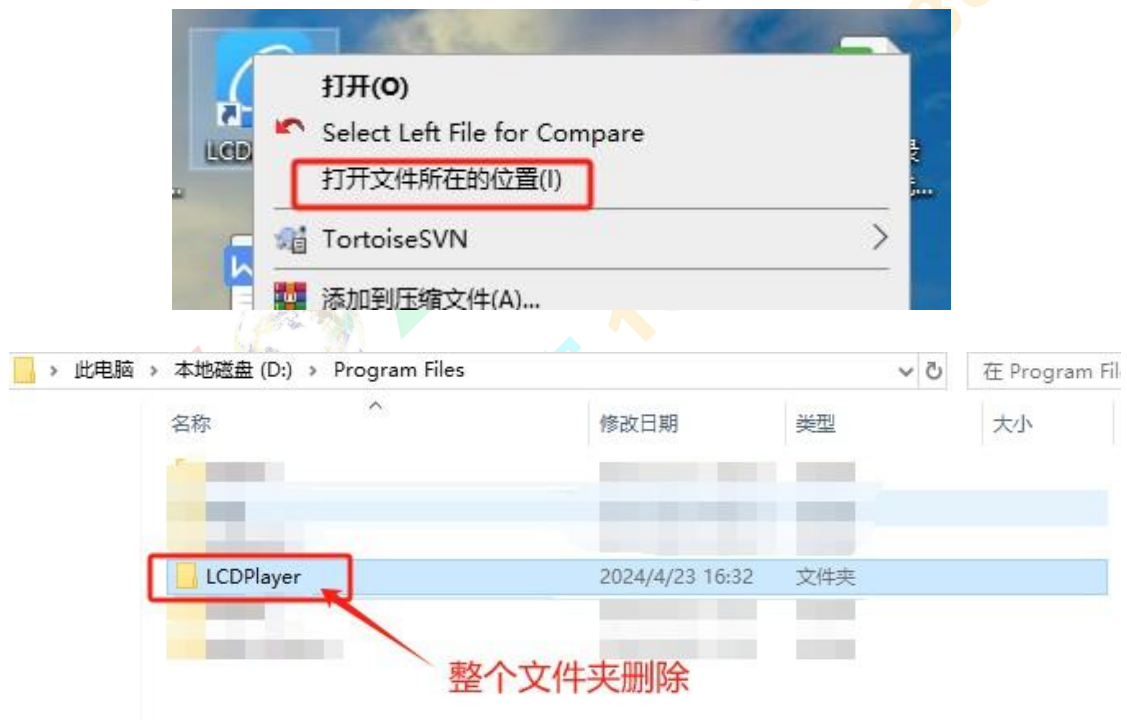 打开(O)
Select Left File for Compare
LCD
打开文件所在的位置(I)
TortoiseSVN
添加到压缩文件(A)...
此电脑 › 本地磁盘 (D:) › Program Files
在 Program Fil
名称 修改日期 类型 大小
LCDPlayer 2024/4/23 16:32 文件夹
整个文件夹删除